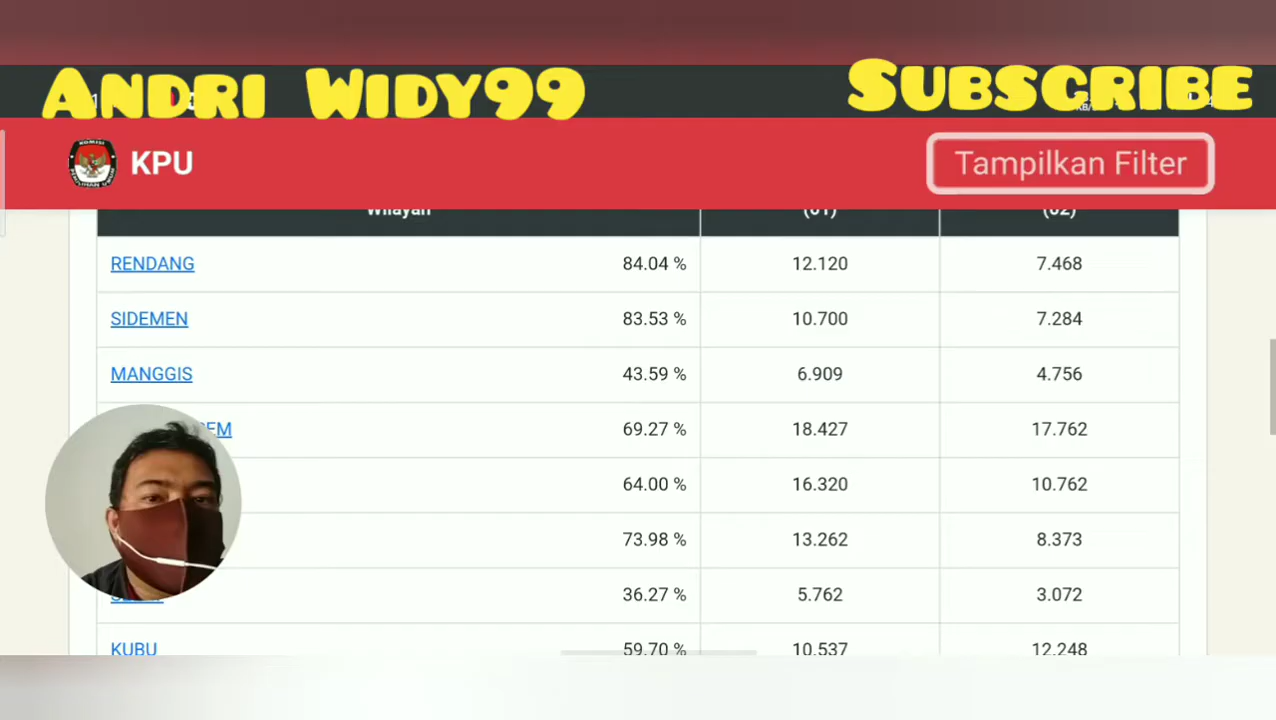 Andri Widy99
Subscribe
KOMISI
KPU
Tampilkan Filter
Wilayah (01) (02)
RENDANG 84.04 % 12.120 7.468
SIDEMEN 83.53 % 10.700 7.284
MANGGIS 43.59 % 6.909 4.756
69.27 % 18.427 17.762
64.00 % 16.320 10.762
73.98 % 13.262 8.373
36.27 % 5.762 3.072
KUBU 59.70 % 10.537 12.248